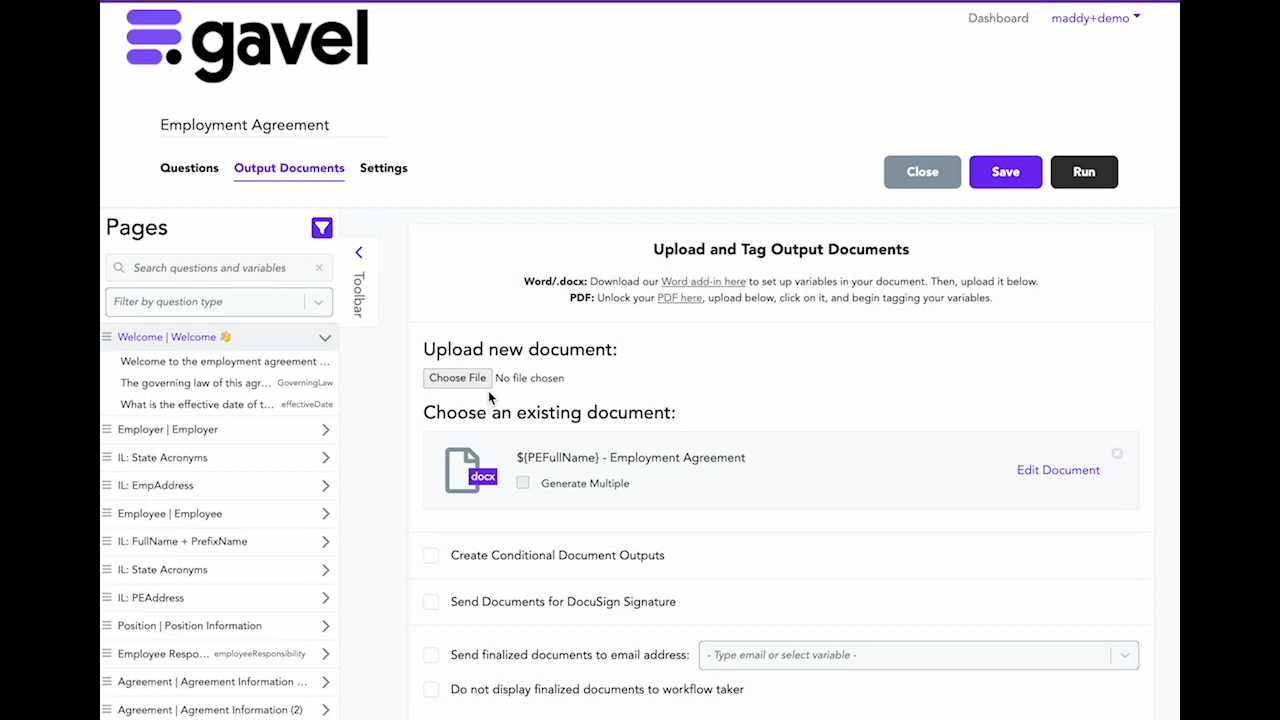 gavel
Dashboard
maddy+demo
Employment Agreement
Questions
Output Documents
Settings
Close
Save
Run
Pages
Search questions and variables
Filter by question type
Welcome | Welcome 👋
Welcome to the employment agreement ...
The governing law of this agr... GoverningLaw
What is the effective date of t... effectiveDate
Employer | Employer
IL: State Acronyms
IL: EmpAddress
Employee | Employee
IL: FullName + PrefixName
IL: State Acronyms
IL: PEAddress
Position | Position Information
Employee Respo... employeeResponsibility
Agreement | Agreement Information ...
Agreement | Agrement Information (2)
Toolbar
Upload and Tag Output Documents
Word/.docx: Download our Word add-in here to set up variables in your document. Then, upload it below.
PDF: Unlock your PDF here, upload below, click on it, and begin tagging your variables.
Upload new document:
Choose File No file chosen
Choose an existing document:
docx
${PEFullName} - Employment Agreement
Generate Multiple
Edit Document
Create Conditional Document Outputs
Send Documents for DocuSign Signature
Send finalized documents to email address:
- Type email or select variable -
Do not display finalized documents to workflow taker